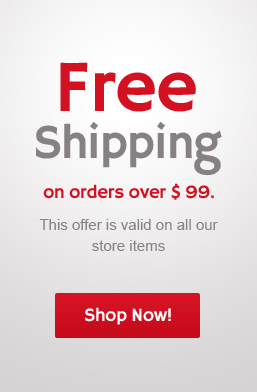 Free
Shipping
on orders over $ 99.
This offer is valid on all our
store items
Shop Now!